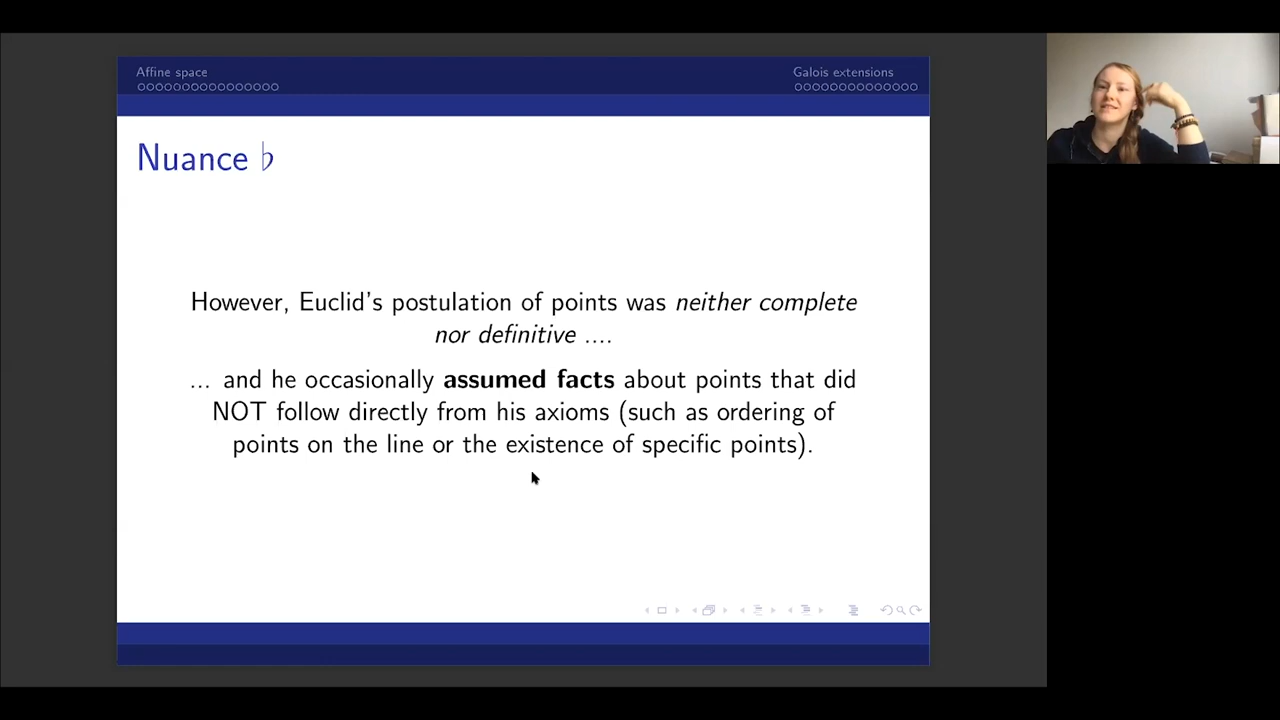 Affine space
Galois extensions
Nuance ♭
However, Euclid's postulation of points was neither complete
nor definitive ....
... and he occasionally assumed facts about points that did
NOT follow directly from his axioms (such as ordering of
points on the line or the existence of specific points).